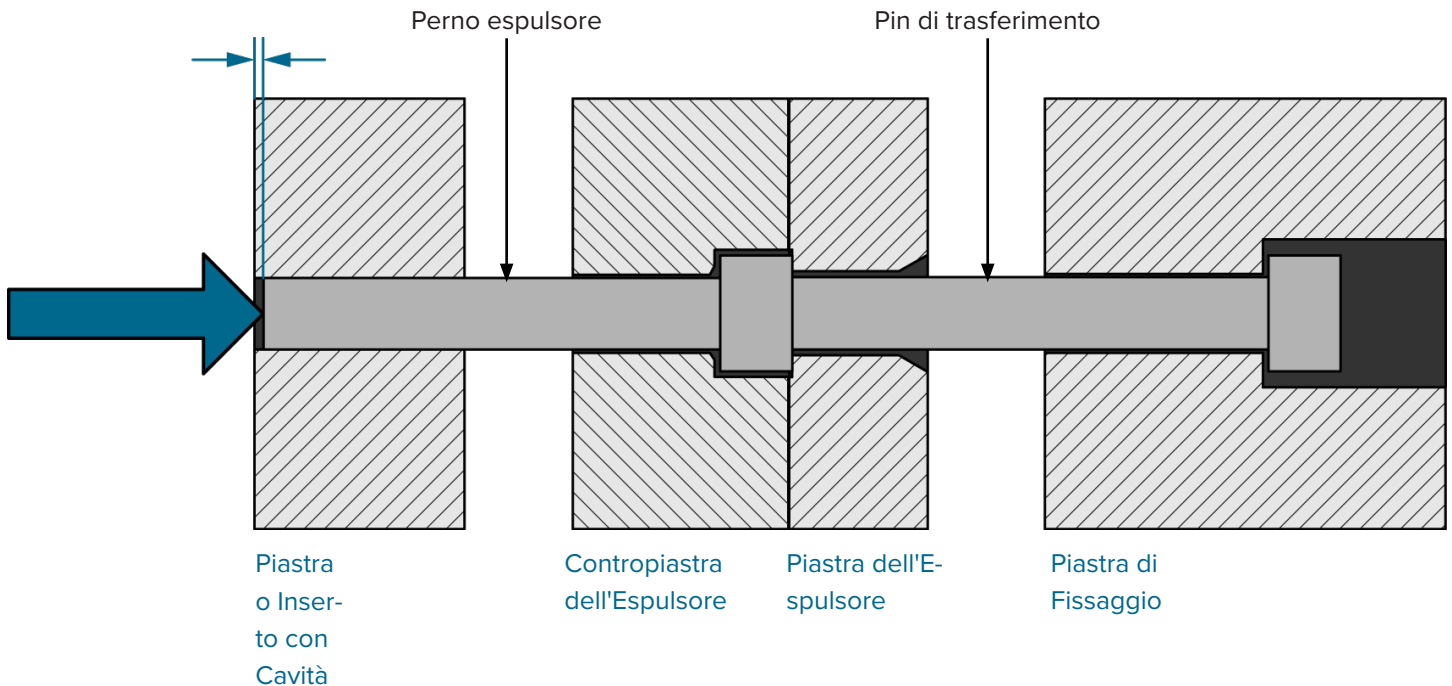 Perno espulsore
Pin di trasferimento
Piastra
o Inser-
to con
Cavità
Contropiastra
dell'Espulsore
Piastra dell'E-
spulsore
Piastra di
Fissaggio